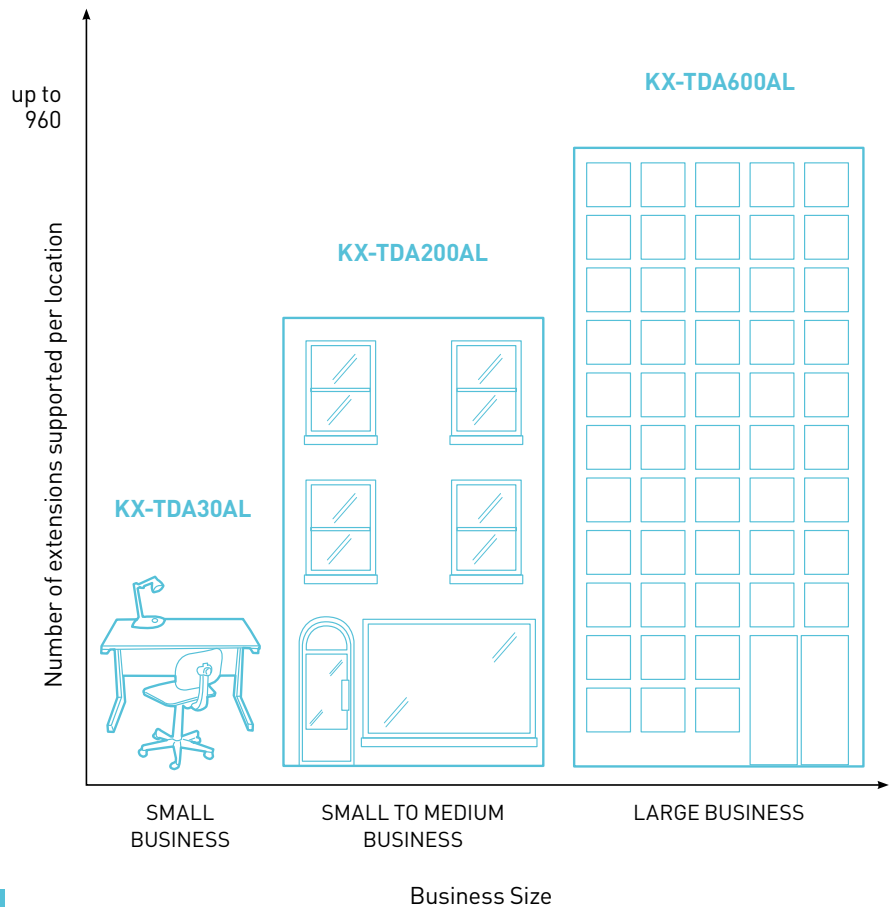 KX-TDA600AL
up to
960
KX-TDA200AL
Number of extensions supported per location
KX-TDA30AL
SMALL
BUSINESS
SMALL TO MEDIUM
BUSINESS
LARGE BUSINESS
Business Size